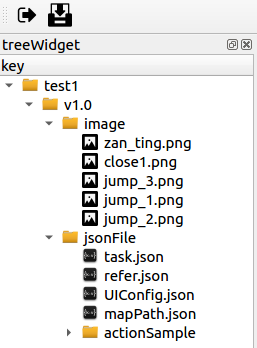 treeWidget
key
test1
v1.0
image
zan_ting.png
close1.png
jump_3.png
jump_1.png
jump_2.png
jsonFile
task.json
refer.json
UIConfig.json
mapPath.json
actionSample